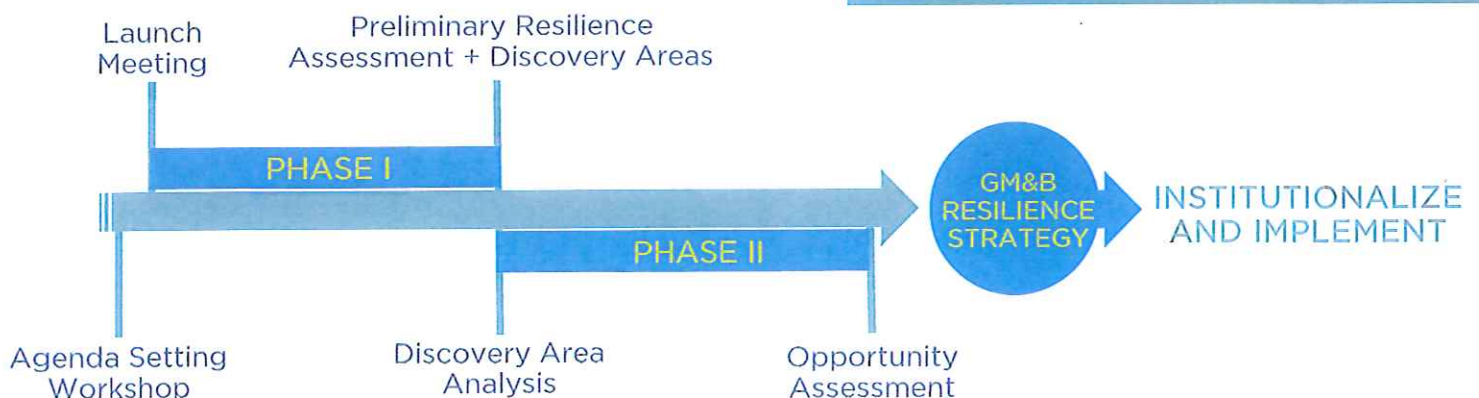 Launch
Meeting
Preliminary Resilience
Assessment + Discovery Areas
PHASE I
GM&B
RESILIENCE
STRATEGY
INSTITUTIONALIZE
AND IMPLEMENT
PHASE II
Agenda Setting
Workshop
Discovery Area
Analysis
Opportunity
Assessment